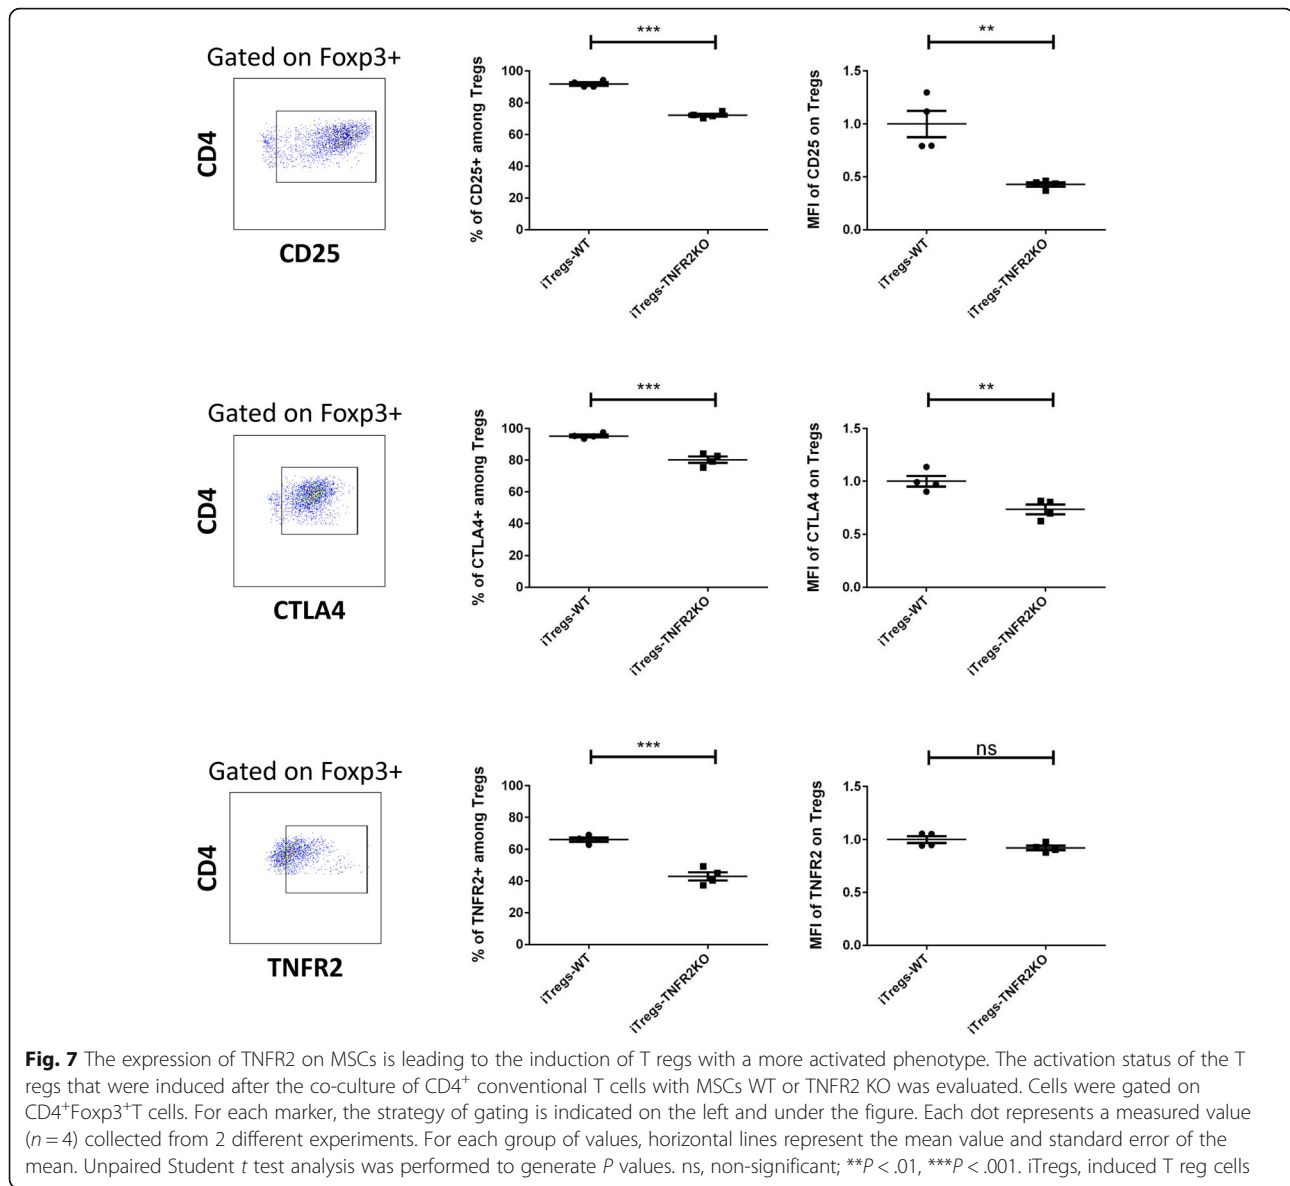 Gated on Foxp3+
CD4
CD25
***
% of CD25+ among Tregs
100
80
60
40
20
0
iTregs-WT
iTregs-TNFR2KO
**
MFI of CD25 on Tregs
1.5
1.0
0.5
0.0
iTregs-WT
iTregs-TNFR2KO
Gated on Foxp3+
CD4
CTLA4
***
% of CTLA4+ among Tregs
100
80
60
40
20
0
iTregs-WT
iTregs-TNFR2KO
**
MFI of CTLA4 on Tregs
1.5
1.0
0.5
0.0
iTregs-WT
iTregs-TNFR2KO
Gated on Foxp3+
CD4
TNFR2
***
% of TNFR2+ among Tregs
100
80
60
40
20
0
iTregs-WT
iTregs-TNFR2KO
ns
MFI of TNFR2 on Tregs
1.5
1.0
0.5
0.0
iTregs-WT
iTregs-TNFR2KO
Fig. 7 The expression of TNFR2 on MSCs is leading to the induction of T regs with a more activated phenotype. The activation status of the T
regs that were induced after the co-culture of CD4⁺ conventional T cells with MSCs WT or TNFR2 KO was evaluated. Cells were gated on
CD4⁺Foxp3⁺T cells. For each marker, the strategy of gating is indicated on the left and under the figure. Each dot represents a measured value
(n = 4) collected from 2 different experiments. For each group of values, horizontal lines represent the mean value and standard error of the
mean. Unpaired Student t test analysis was performed to generate P values. ns, non-significant; **P < .01, ***P < .001. iTregs, induced T reg cells